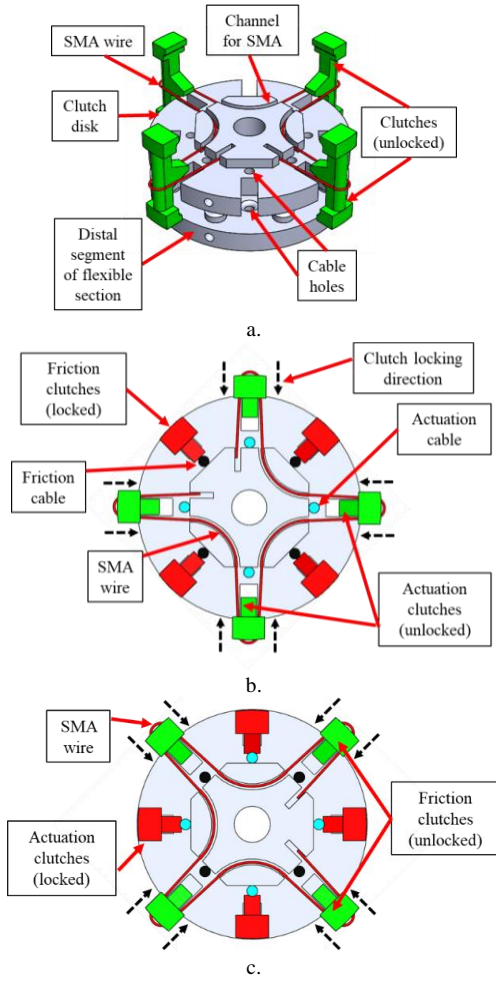 SMA wire
Channel
for SMA
Clutch
disk
Clutches
(unlocked)
Distal
segment
of flexible
section
Cable
holes
a.
Friction
clutches
(locked)
Clutch locking
direction
Actuation
cable
Friction
cable
SMA
wire
Actuation
clutches
(unlocked)
b.
SMA
wire
Actuation
clutches
(locked)
Friction
clutches
(unlocked)
c.